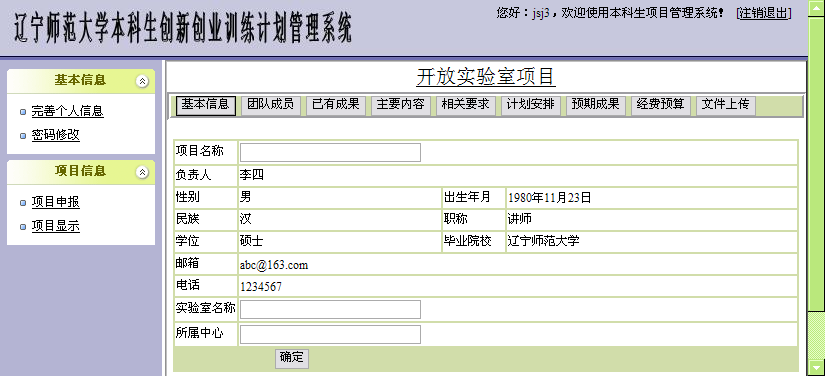 辽宁师范大学本科生创新创业训练计划管理系统
您好：jsj3，欢迎使用本科生项目管理系统！ [注销退出]
基本信息
完善个人信息
密码修改
项目信息
项目申报
项目显示
开放实验室项目
基本信息 团队成员 已有成果 主要内容 相关要求 计划安排 预期成果 经费预算 文件上传
项目名称
负责人 李四
性别 男 出生年月 1980年11月23日
民族 汉 职称 讲师
学位 硕士 毕业院校 辽宁师范大学
邮箱 abc@163.com
电话 1234567
实验室名称
所属中心
确定